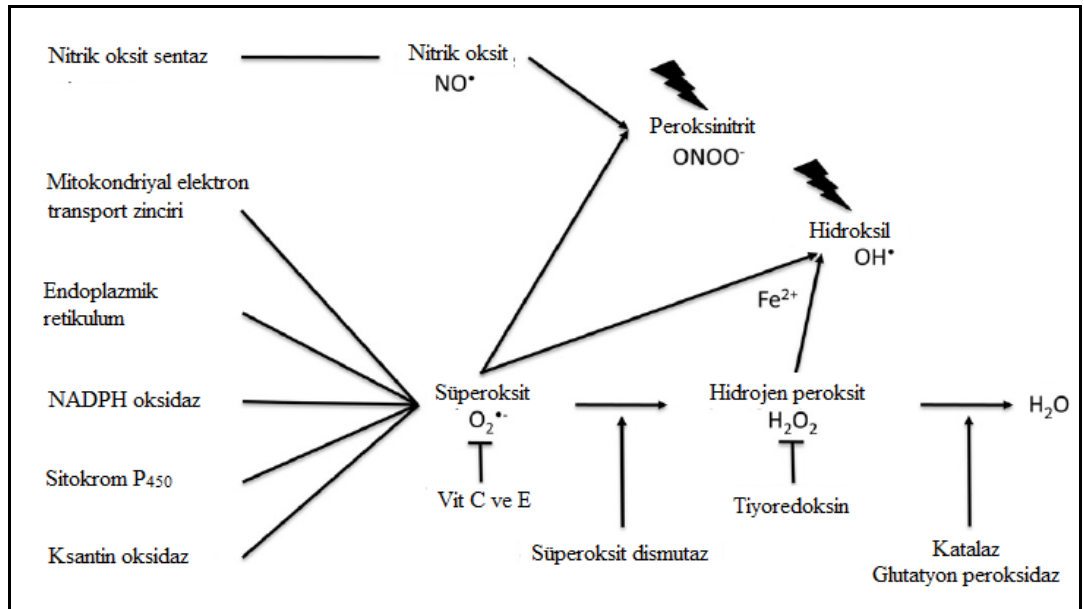 Nitrik oksit sentaz
Nitrik oksit
NO•
Peroksinitrit
ONOO⁻
Mitokondriyal elektron
transport zinciri
Hidroksil
OH•
Endoplazmik
retikulum
Fe²⁺
NADPH oksidaz
Süperoksit
O₂•⁻
Hidrojen peroksit
H₂O₂
H₂O
Sitokrom P₄₅₀
Vit C ve E
Tiyoredoksin
Ksantin oksidaz
Süperoksit dismutaz
Katalaz
Glutatyon peroksidaz